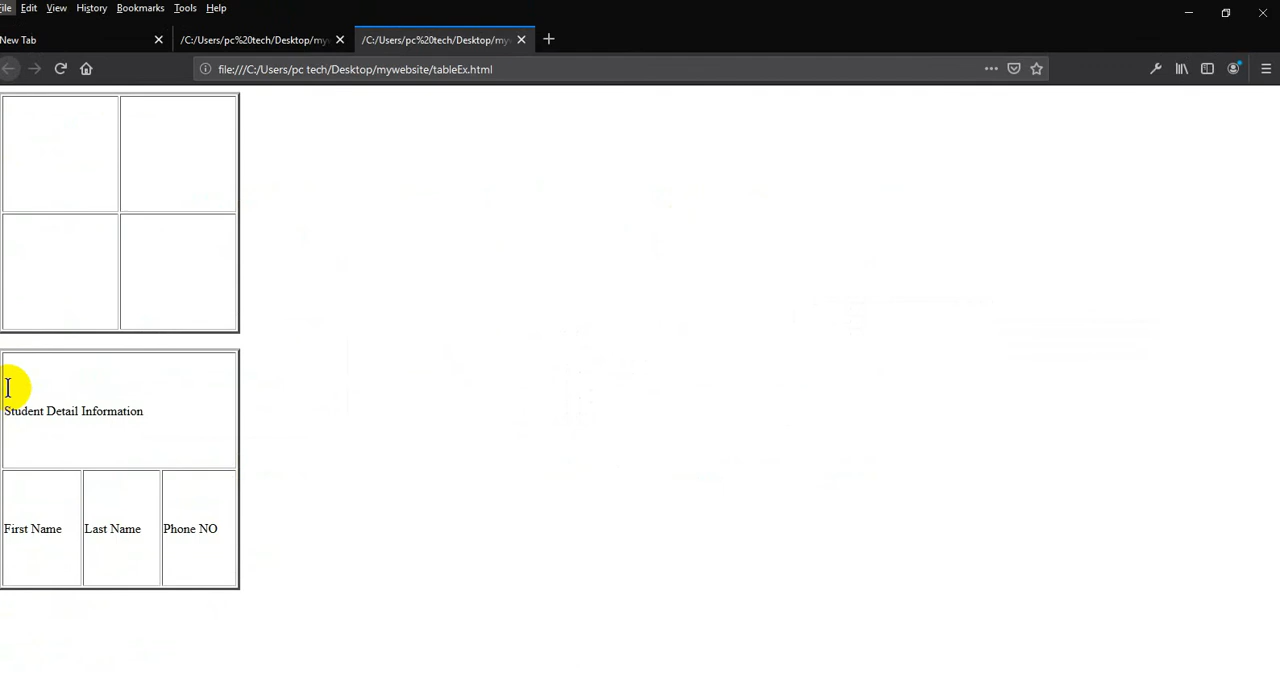 File Edit View History Bookmarks Tools Help
New Tab /C:/Users/pc%20tech/Desktop/my /C:/Users/pc%20tech/Desktop/my
file:///C:/Users/pc tech/Desktop/mywebsite/tableEx.html
Student Detail Information
First Name Last Name Phone NO